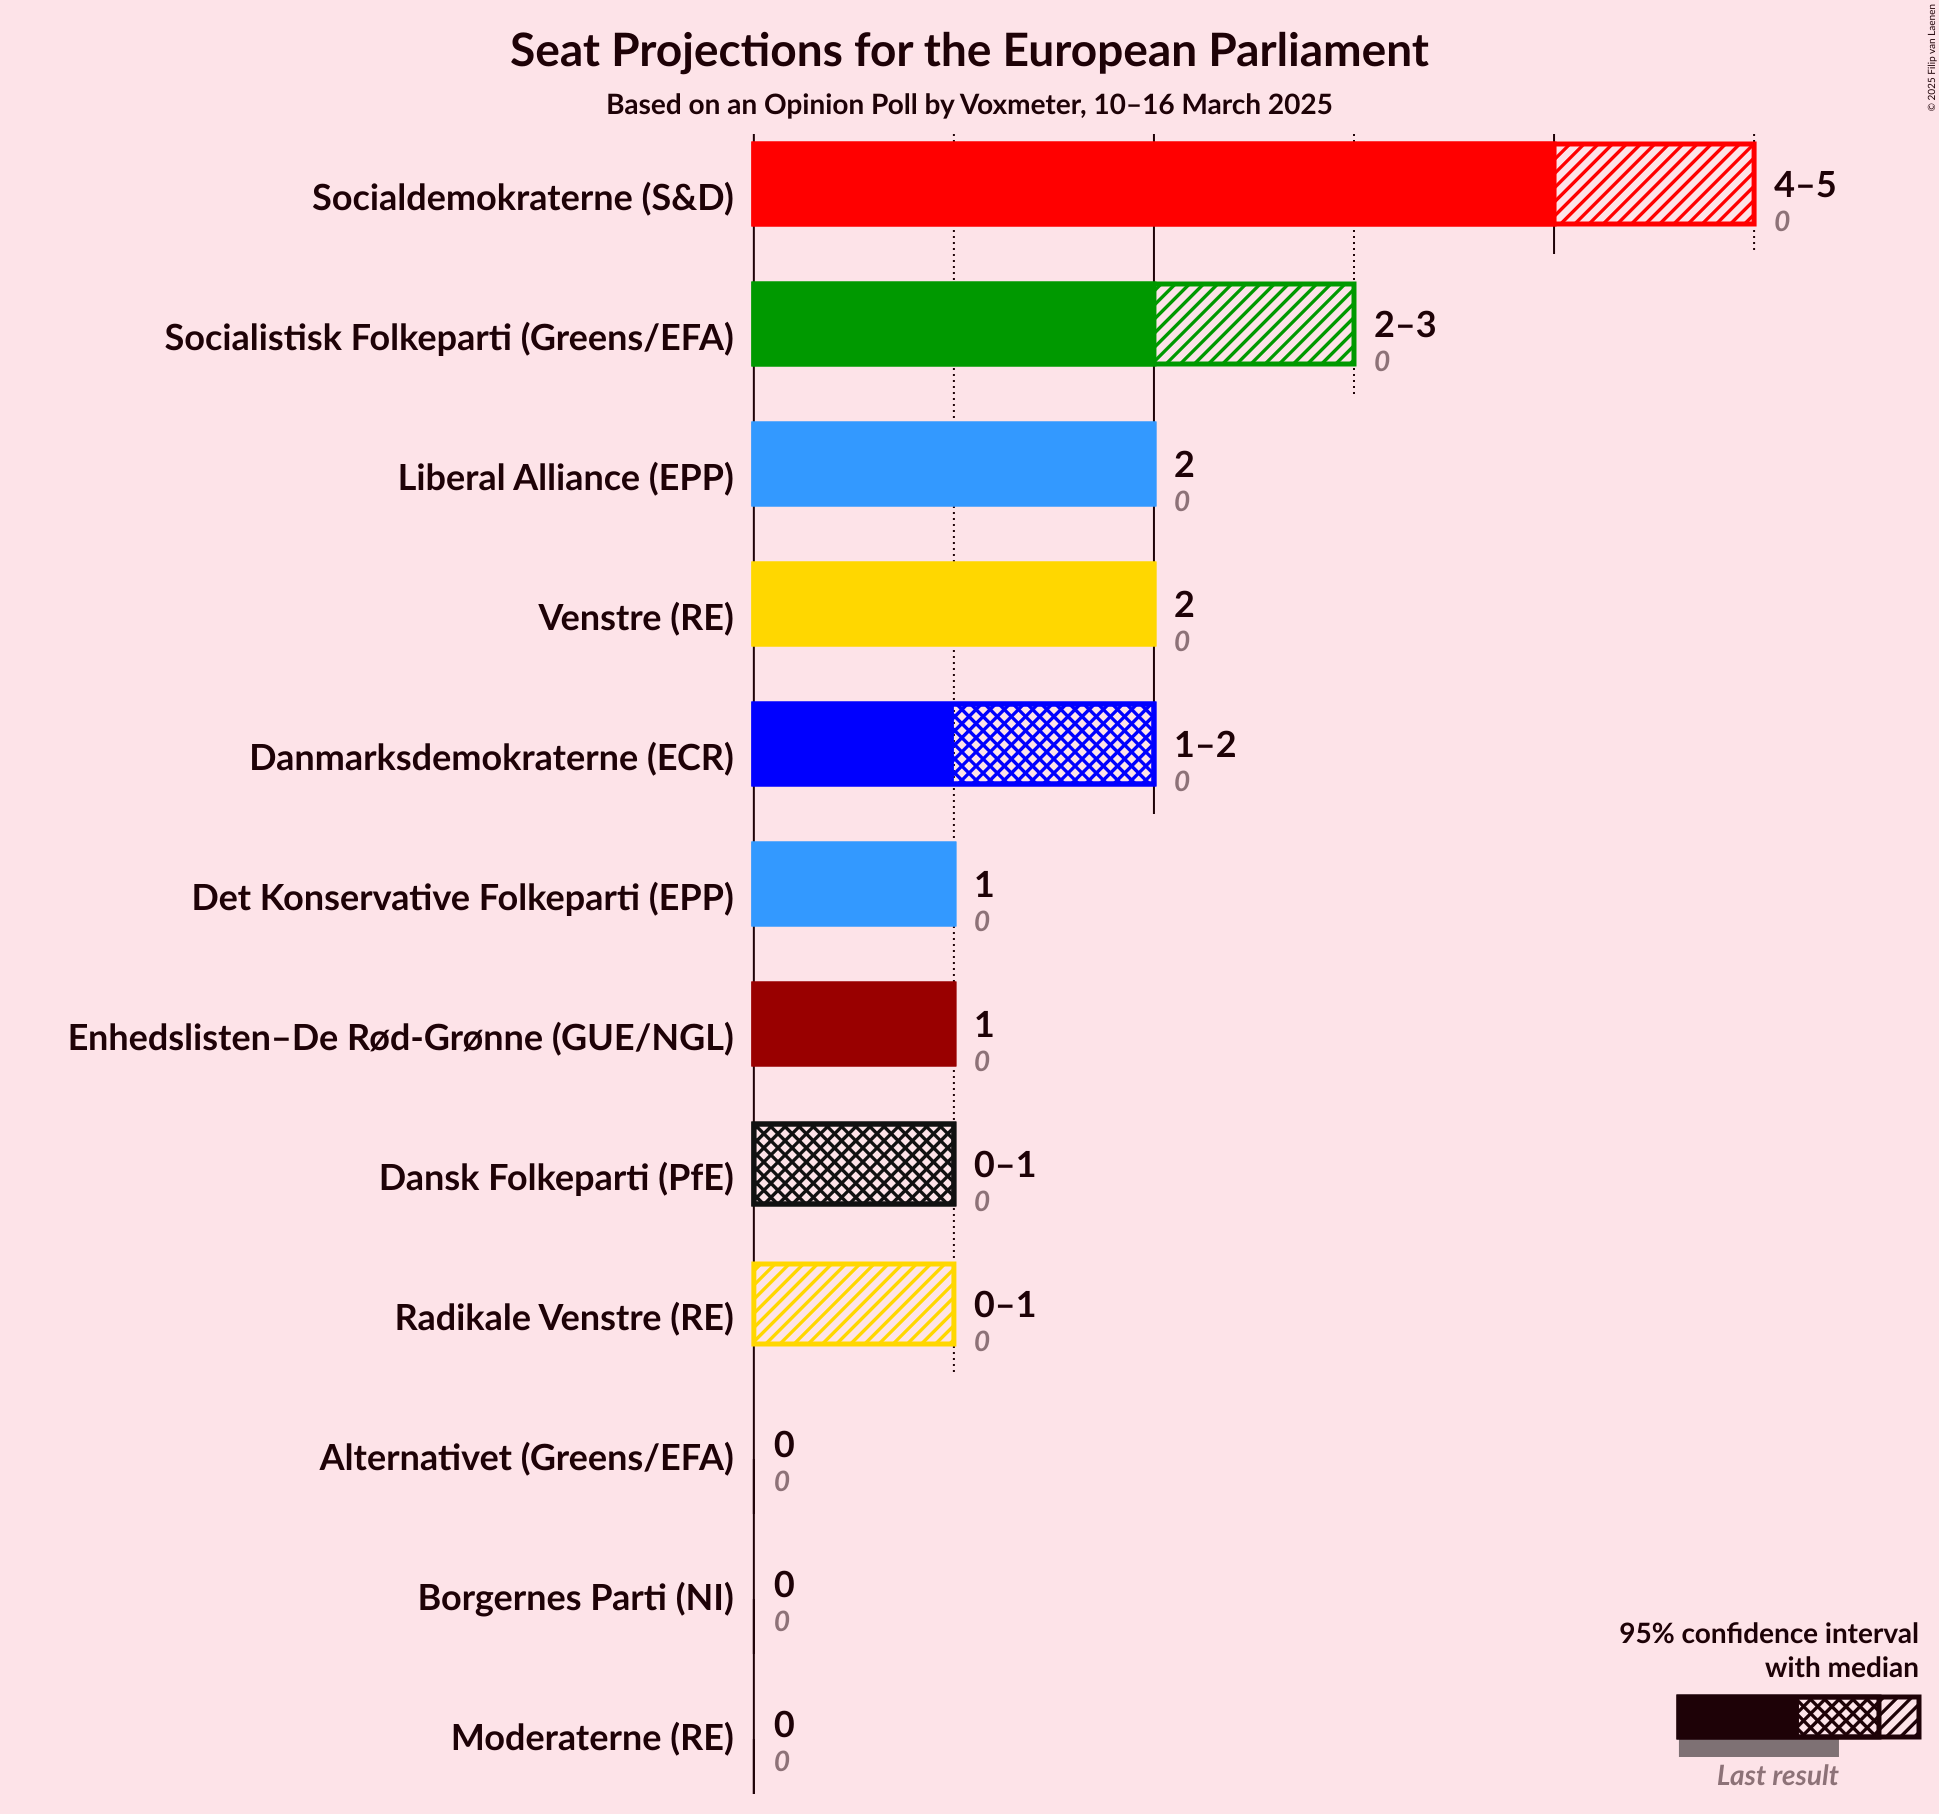 Seat Projections for the European Parliament
Based on an Opinion Poll by Voxmeter, 10–16 March 2025
© 2025 Filip van Laenen
Socialdemokraterne (S&D)
4–5
0
Socialistisk Folkeparti (Greens/EFA)
2–3
0
Liberal Alliance (EPP)
2
0
Venstre (RE)
2
0
Danmarksdemokraterne (ECR)
1–2
0
Det Konservative Folkeparti (EPP)
1
0
Enhedslisten–De Rød-Grønne (GUE/NGL)
1
0
Dansk Folkeparti (PfE)
0–1
0
Radikale Venstre (RE)
0–1
0
Alternativet (Greens/EFA)
0
0
Borgernes Parti (NI)
0
0
Moderaterne (RE)
0
0
95% confidence interval
with median
Last result